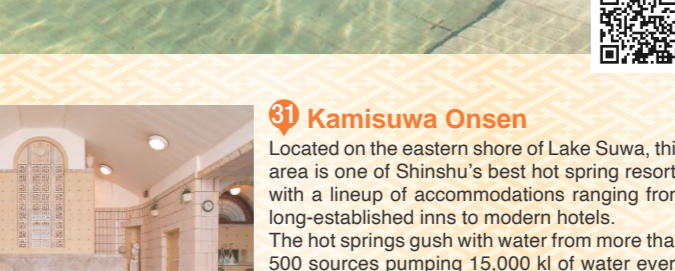 31 Kamisuwa Onsen
Located on the eastern shore of Lake Suwa, thi
area is one of Shinshu's best hot spring resort
with a lineup of accommodations ranging fror
long-established inns to modern hotels.
The hot springs gush with water from more tha
500 sources pumping 15,000 kl of water ever